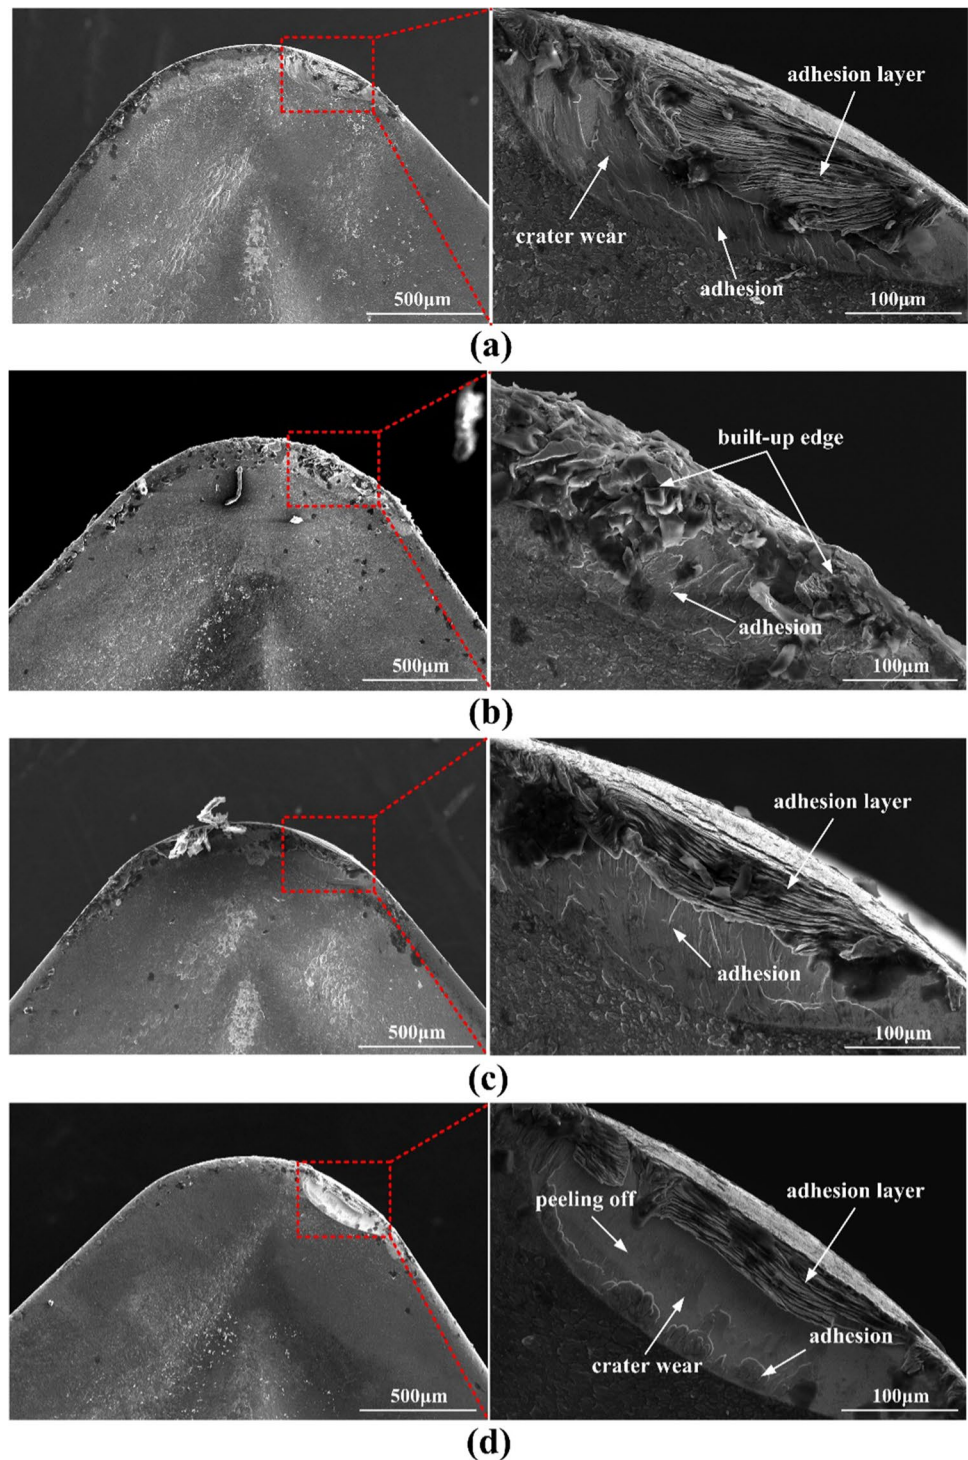 adhesion layer
crater wear
adhesion
500μm
100μm
(a)
built-up edge
adhesion
500μm
100μm
(b)
adhesion layer
adhesion
500μm
100μm
(c)
peeling off
adhesion layer
adhesion
crater wear
500μm
100μm
(d)